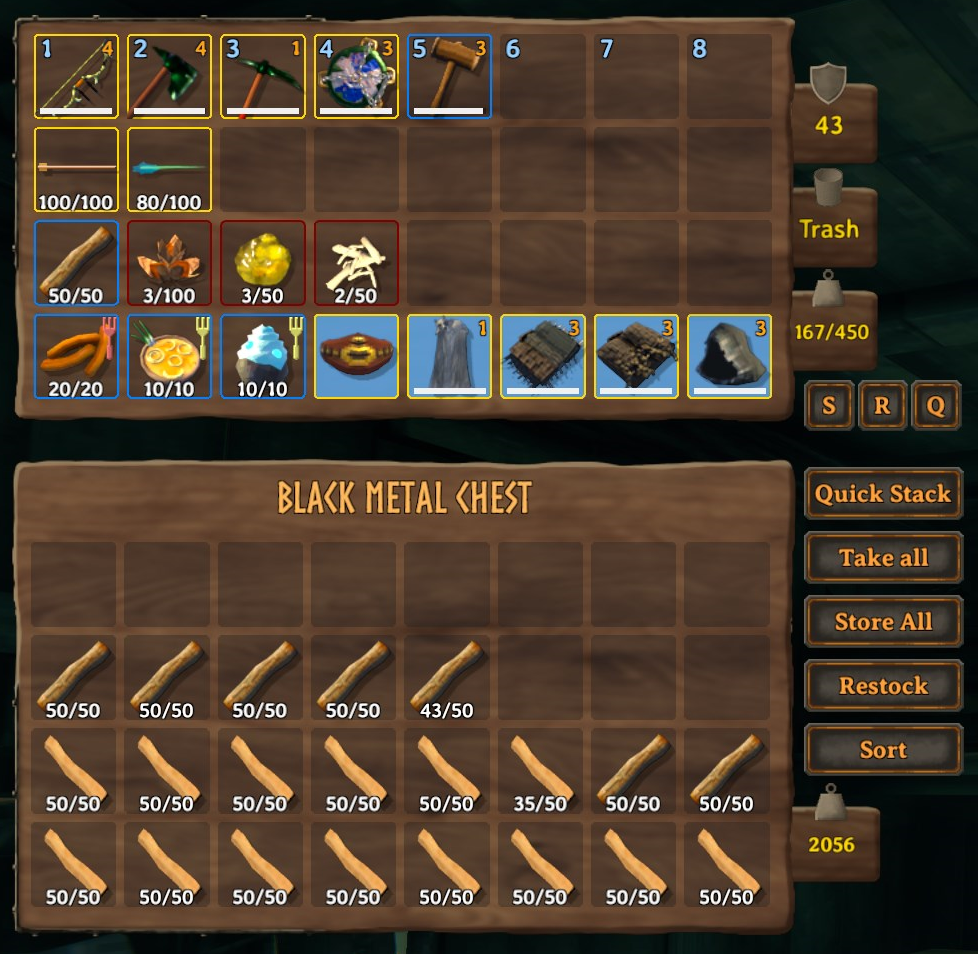 1 4 2 4 3 1 4 3 5 3 6 7 8
43
100/100 80/100
Trash
50/50 3/100 3/50 2/50
167/450
1 3 3 3
20/20 10/10 10/10
S R Q
BLACK METAL CHEST
Quick Stack
Take all
Store All
Restock
Sort
50/50 50/50 50/50 50/50 43/50
50/50 50/50 50/50 50/50 50/50 35/50 50/50 50/50
2056
50/50 50/50 50/50 50/50 50/50 50/50 50/50 50/50